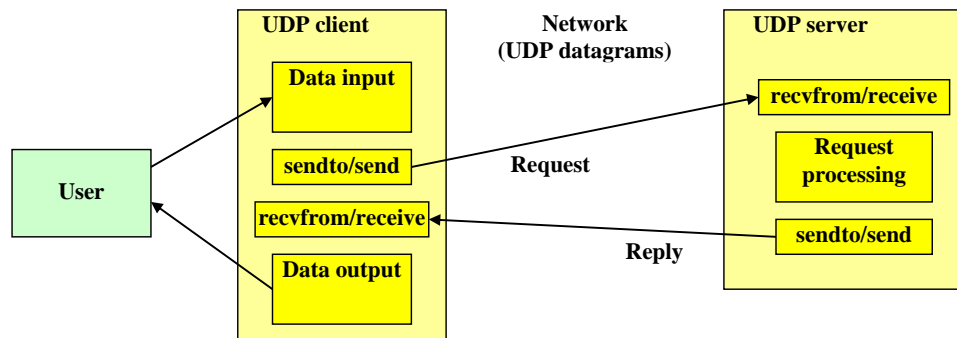 UDP client
Network
(UDP datagrams)
UDP server
Data input
recvfrom/receive
sendto/send
Request
Request
processing
User
recvfrom/receive
sendto/send
Reply
Data output